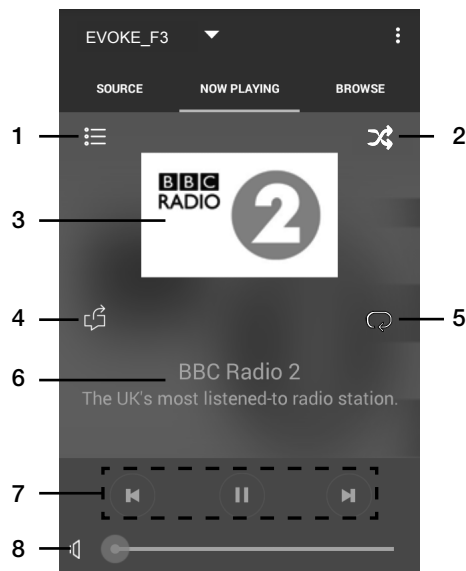 EVOKE_F3
SOURCE NOW PLAYING BROWSE
1 2
BBC
RADIO 2
3
4 5
6 BBC Radio 2
The UK's most listened-to radio station.
7
8